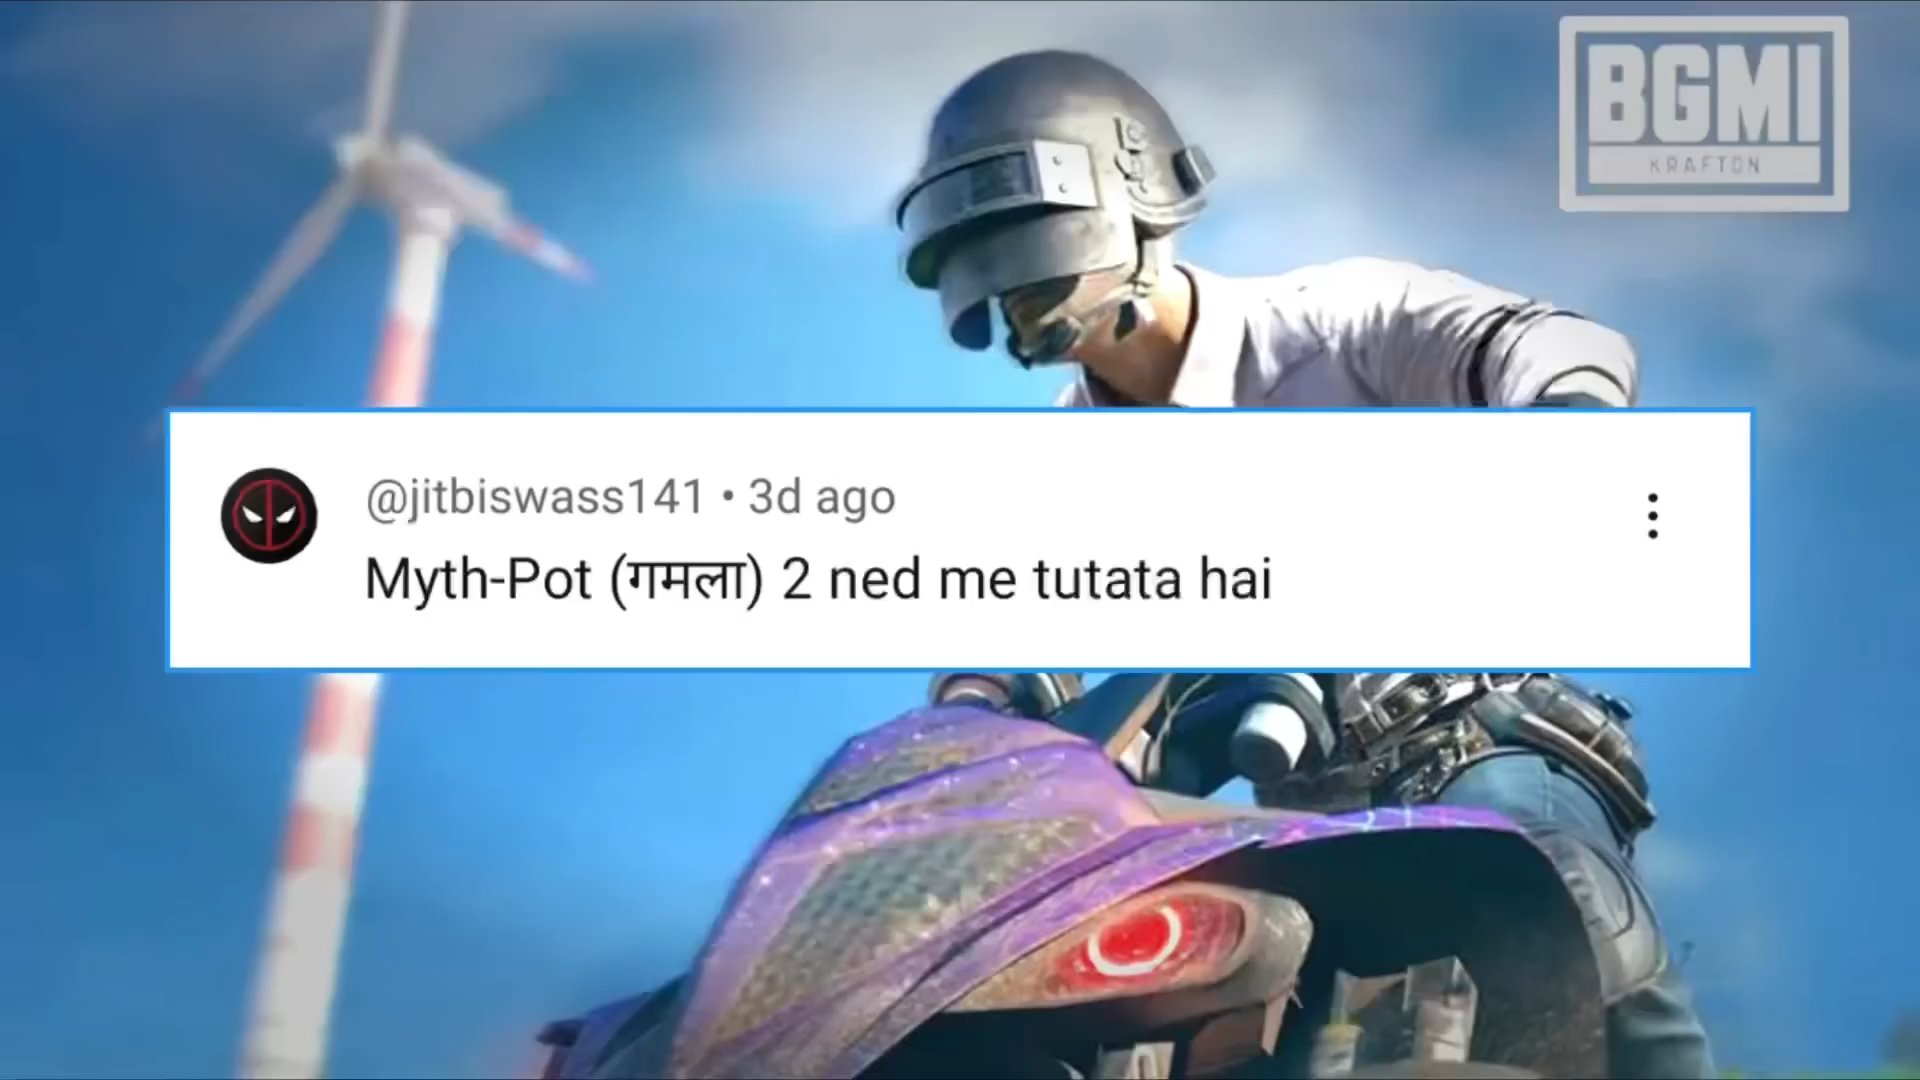 BGMI
KRAFTON
@jitbiswass141 • 3d ago
Myth-Pot (गमला) 2 ned me tutata hai